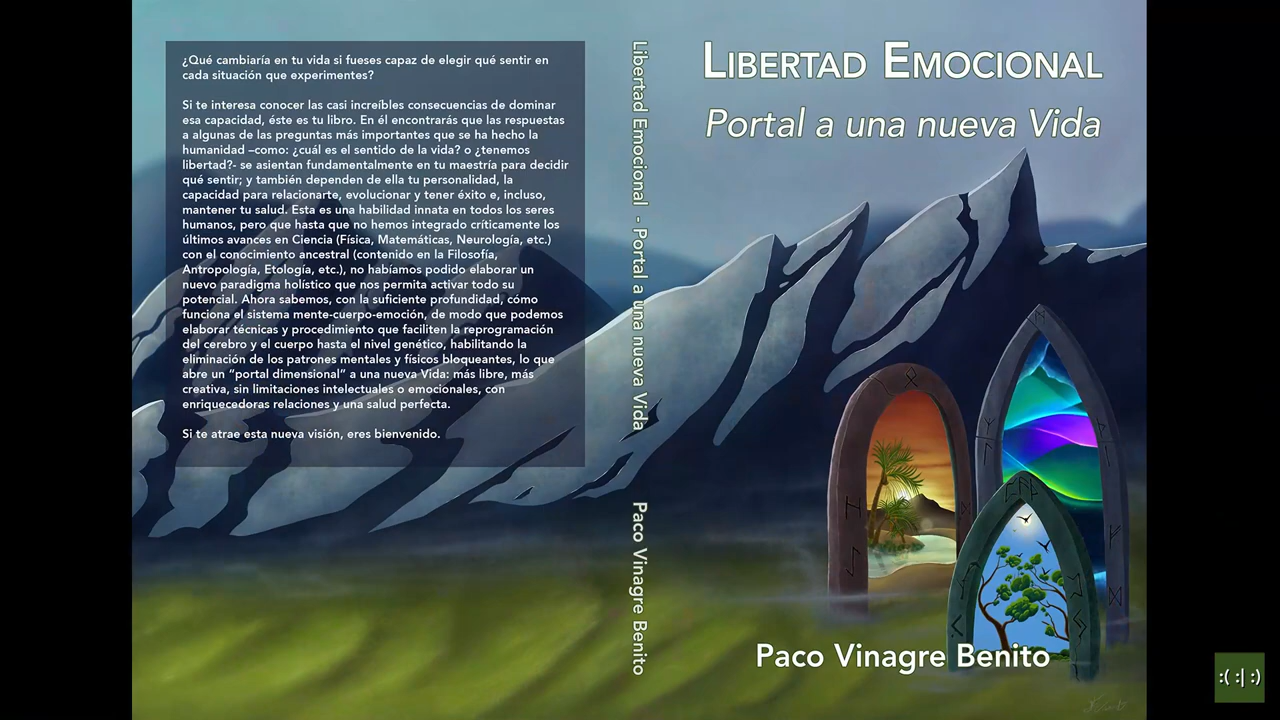 ¿Qué cambiaría en tu vida si fueses capaz de elegir qué sentir en
cada situación que experimentes?
Si te interesa conocer las casi increíbles consecuencias de dominar
esa capacidad, éste es tu libro. En él encontrarás que las respuestas
a algunas de las preguntas más importantes que se ha hecho la
humanidad –como: ¿cuál es el sentido de la vida? o ¿tenemos
libertad?- se asientan fundamentalmente en tu maestría para decidir
qué sentir; y también dependen de ella tu personalidad, la
capacidad para relacionarte, evolucionar y tener éxito e, incluso,
mantener tu salud. Esta es una habilidad innata en todos los seres
humanos, pero que hasta que no hemos integrado críticamente los
últimos avances en Ciencia (Física, Matemáticas, Neurología, etc.)
con el conocimiento ancestral (contenido en la Filosofía,
Antropología, Etología, etc.), no habíamos podido elaborar un
nuevo paradigma holístico que nos permita activar todo su
potencial. Ahora sabemos, con la suficiente profundidad, cómo
funciona el sistema mente-cuerpo-emoción, de modo que podemos
elaborar técnicas y procedimiento que faciliten la reprogramación
del cerebro y el cuerpo hasta el nivel genético, habilitando la
eliminación de los patrones mentales y físicos bloqueantes, lo que
abre un “portal dimensional” a una nueva Vida: más libre, más
creativa, sin limitaciones intelectuales o emocionales, con
enriquecedoras relaciones y una salud perfecta.
Si te atrae esta nueva visión, eres bienvenido.
Libertad Emocional - Portal a una nueva Vida
Paco Vinagre Benito
LIBERTAD EMOCIONAL
Portal a una nueva Vida
Paco Vinagre Benito
:( :| :)